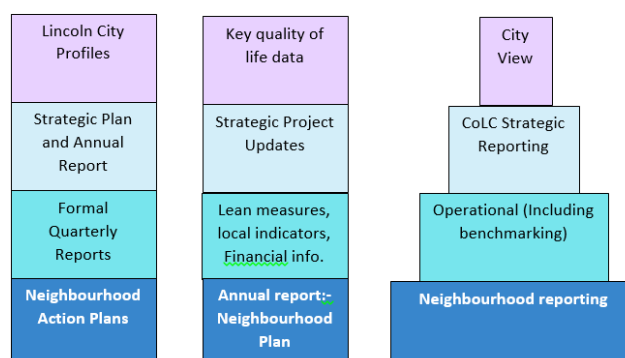 Lincoln City
Profiles
Strategic Plan
and Annual
Report
Formal
Quarterly
Reports
Neighbourhood
Action Plans
Key quality of
life data
Strategic Project
Updates
Lean measures,
local indicators,
Financial info.
Annual report:-
Neighbourhood
Plan
City
View
CoLC Strategic
Reporting
Operational (Including
benchmarking)
Neighbourhood reporting